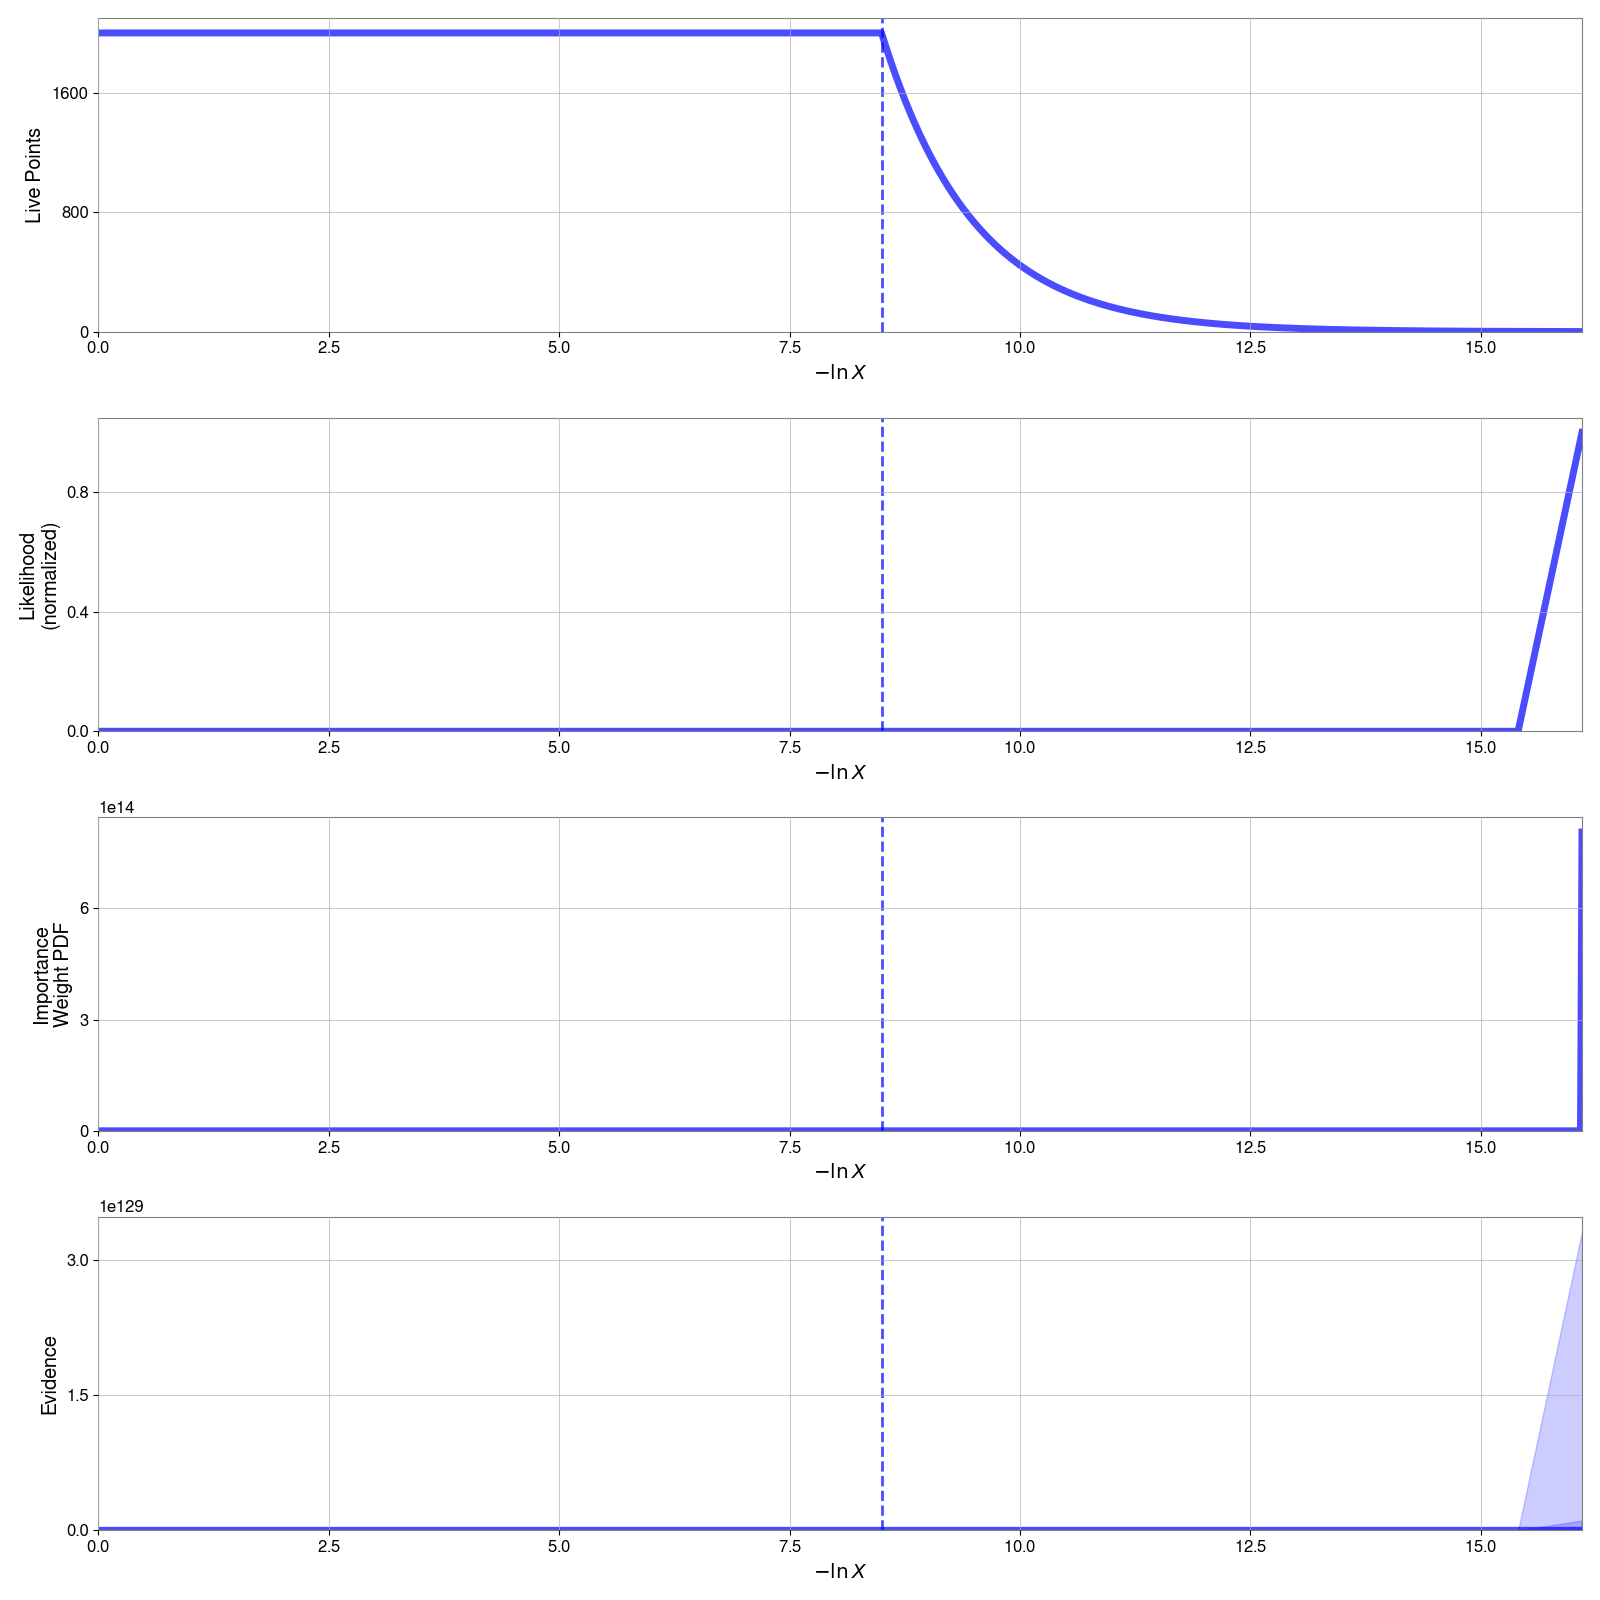 1600
800
0
Live Points
0.0 2.5 5.0 7.5 10.0 12.5 15.0
−ln X
0.8
0.4
0.0
Likelihood
(normalized)
0.0 2.5 5.0 7.5 10.0 12.5 15.0
−ln X
1e14
6
3
0
Importance
Weight PDF
0.0 2.5 5.0 7.5 10.0 12.5 15.0
−ln X
1e129
3.0
1.5
0.0
Evidence
0.0 2.5 5.0 7.5 10.0 12.5 15.0
−ln X